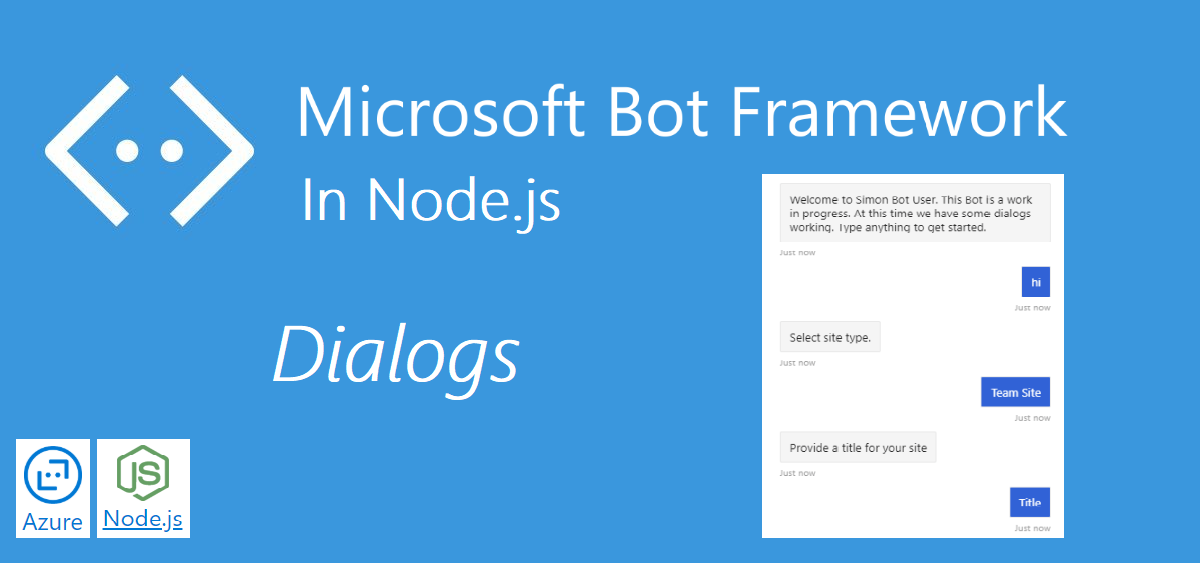 Microsoft Bot Framework
In Node.js
Dialogs
Welcome to Simon Bot User. This Bot is a work
in progress. At this time we have some dialogs
working. Type anything to get started.
Just now
hi
Just now
Select site type.
Just now
Team Site
Just now
Provide a title for your site
Just now
Title
Just now
Azure
JS
Node.js